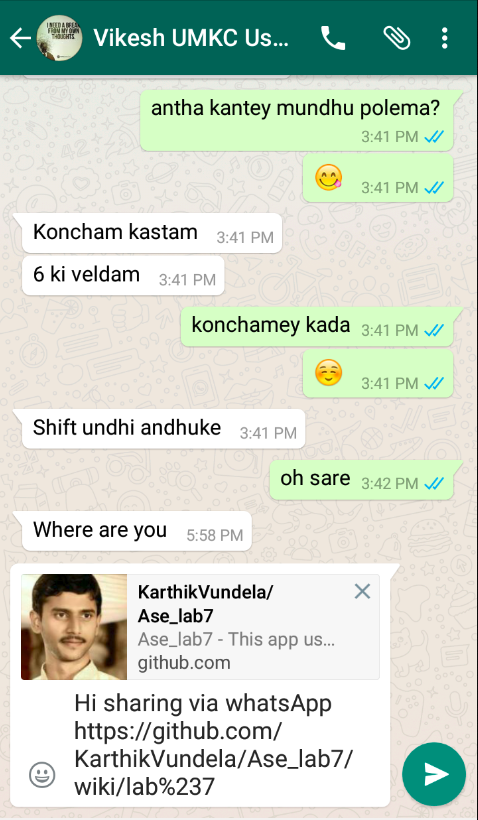 I NEED A BREAK
FROM MY OWN
THOUGHTS
Vikesh UMKC Us...
antha kantey mundhu polema?
3:41 PM
3:41 PM
Koncham kastam 3:41 PM
6 ki veldam 3:41 PM
konchamey kada 3:41 PM
3:41 PM
Shift undhi andhuke 3:41 PM
oh sare 3:42 PM
Where are you 5:58 PM
KarthikVundela/
Ase_lab7
Ase_lab7 - This app us...
github.com
Hi sharing via whatsApp
https://github.com/
KarthikVundela/Ase_lab7/
wiki/lab%237